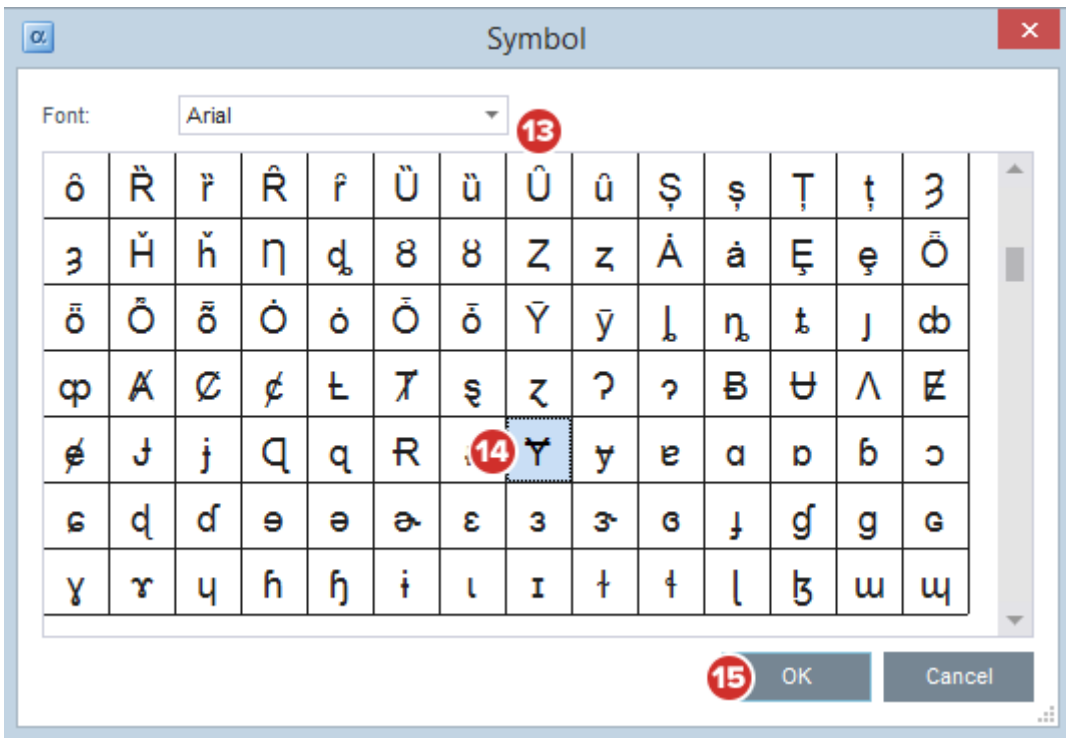 α
Symbol
Font: Arial
13
ȏ Ȑ ȑ Ȓ ȓ Ȕ ȕ Ȗ ȗ Ș ș Ț ț Ȝ
ȝ Ȟ ȟ Ƞ ȡ Ȣ ȣ Ȥ ȥ Ȧ ȧ Ȩ ȩ Ȫ
ȫ Ȭ ȭ Ȯ ȯ Ȱ ȱ Ȳ ȳ ȴ ȵ ȶ ȷ ȸ
ȹ Ⱥ Ȼ ȼ Ƚ Ⱦ ȿ ɀ Ɂ ɂ Ƀ Ʉ Ʌ Ɇ
ɇ Ɉ ɉ Ɋ ɋ Ɍ 14 Ɏ ɏ ɐ ɑ ɒ ɓ ɔ
ɕ ɖ ɗ ɘ ə ɚ ɛ ɜ ɝ ɞ ɟ ɠ ɡ ɢ
ɣ ɤ ɥ ɦ ɧ ɨ ɩ ɪ ɫ ɬ ɭ ɮ ɯ ɰ
15 OK Cancel